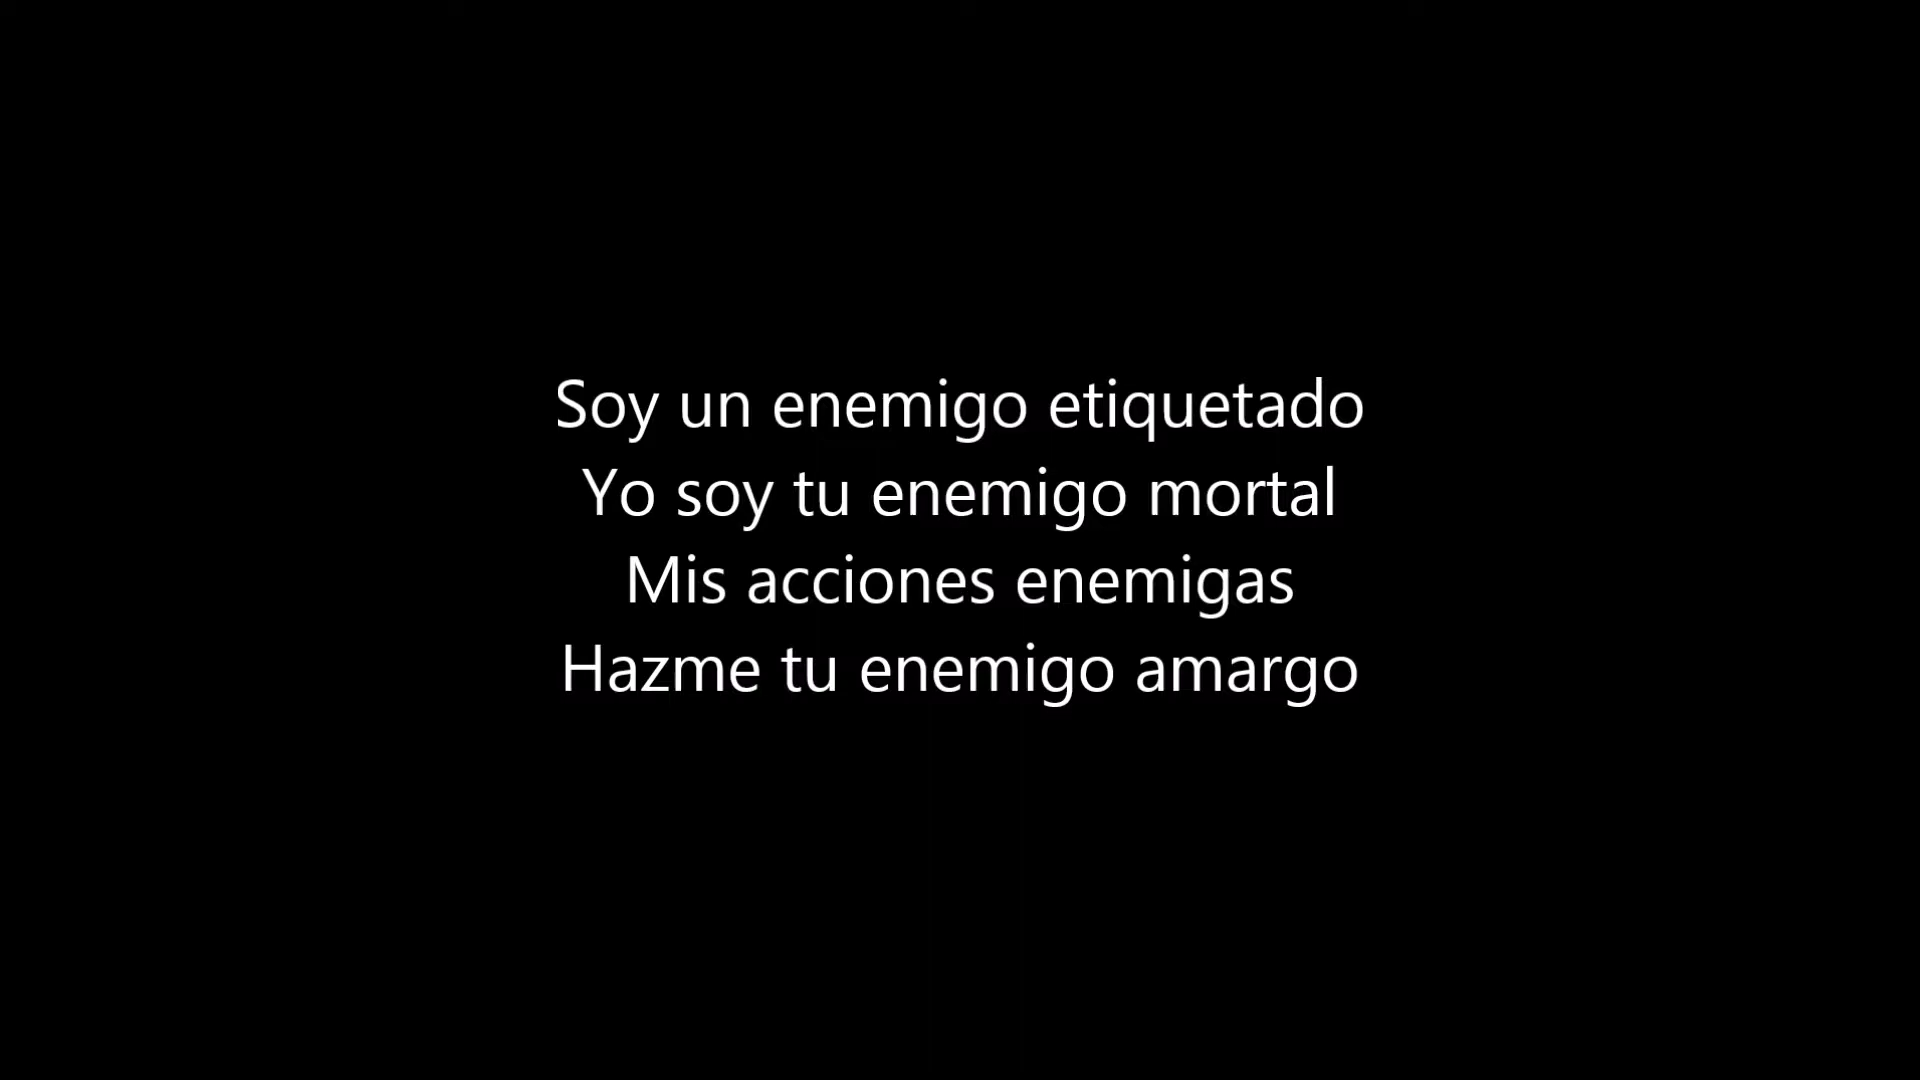 Soy un enemigo etiquetado
Yo soy tu enemigo mortal
Mis acciones enemigas
Hazme tu enemigo amargo